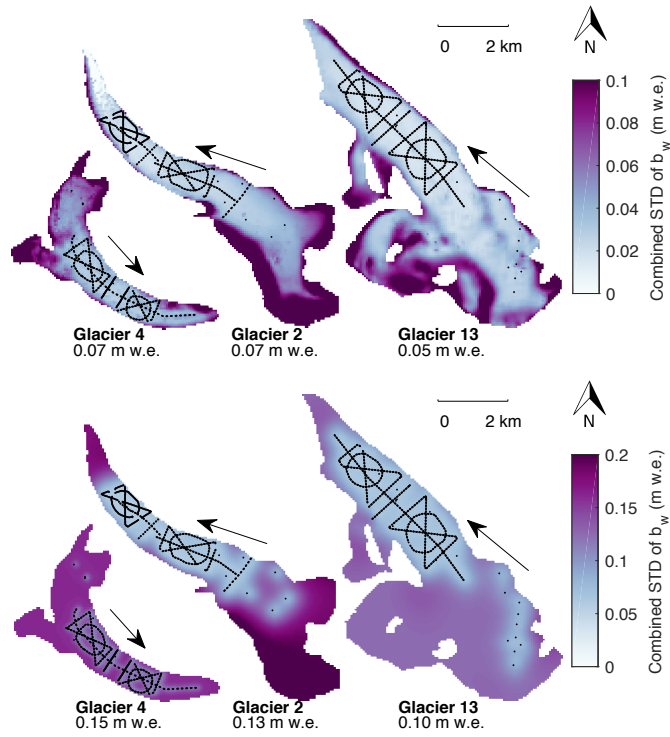 0 2 km
N
0.1
0.08
0.06
0.04
0.02
0
Combined STD of b_w (m w.e.)
Glacier 4
0.07 m w.e.
Glacier 2
0.07 m w.e.
Glacier 13
0.05 m w.e.
0 2 km
N
0.2
0.15
0.1
0.05
0
Combined STD of b_w (m w.e.)
Glacier 4
0.15 m w.e.
Glacier 2
0.13 m w.e.
Glacier 13
0.10 m w.e.